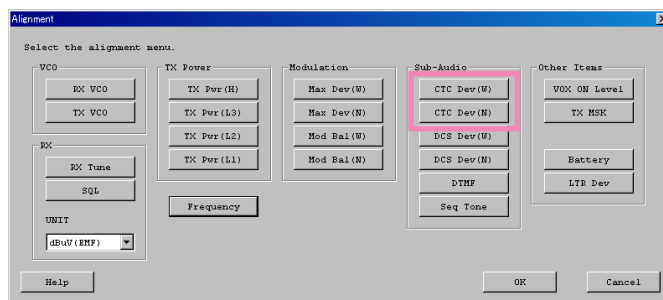 Alignment
Select the alignment menu.
VCO
RX VCO
TX VCO
RX
RX Tune
SQL
UNIT
dBuV(EMF)
TX Power
TX Pwr(H)
TX Pwr(L3)
TX Pwr(L2)
TX Pwr(L1)
Frequency
Modulation
Max Dev(W)
Max Dev(N)
Mod Bal(W)
Mod Bal(N)
Sub-Audio
CTC Dev(W)
CTC Dev(N)
DCS Dev(W)
DCS Dev(N)
DTMF
Seq Tone
Other Items
VOX ON Level
TX MSK
Battery
LTR Dev
Help
OK
Cancel